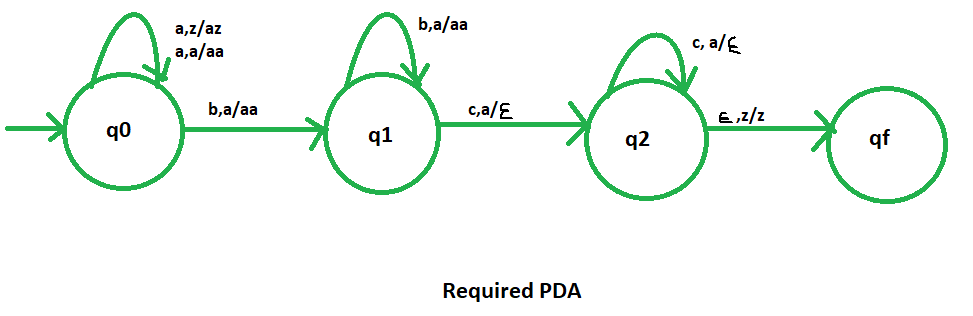 a,z/az
a,a/aa
b,a/aa
c, a/ε
q0
b,a/aa
q1
c,a/ε
q2
ε,z/z
qf
Required PDA